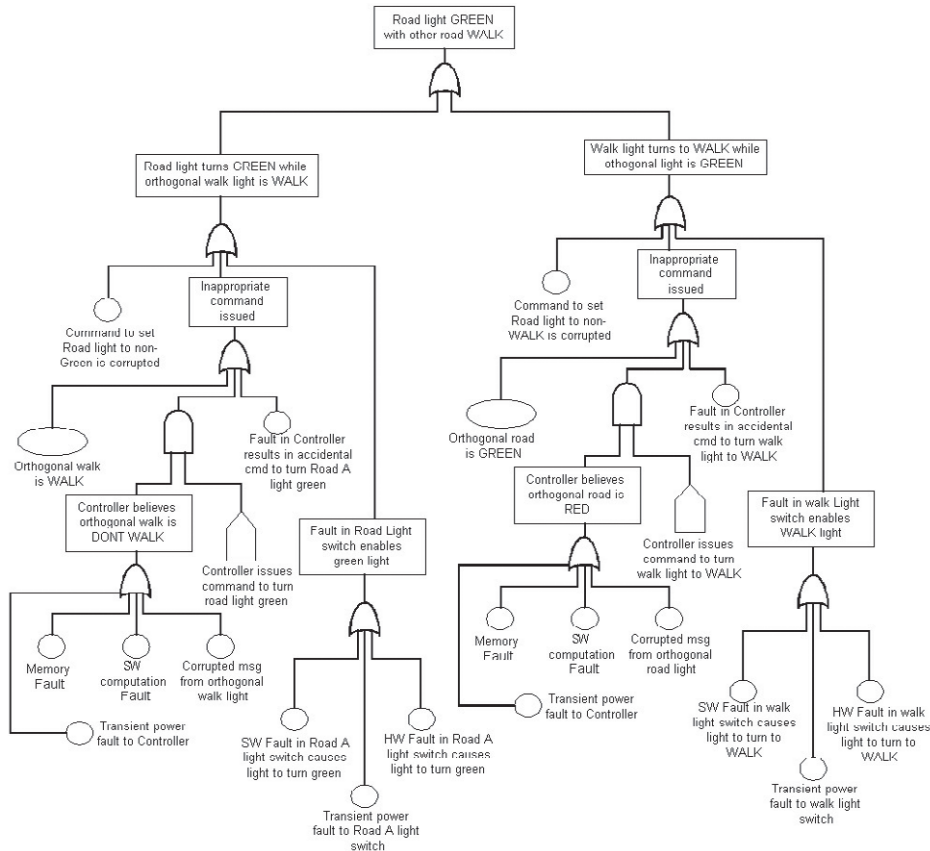 Road light GREEN
with other road WALK
Road light turns GREEN while
orthogonal walk light is WALK
Walk light turns to WALK while
othogonal light is GREEN
Inappropriate
command
issued
Command to set
Road light to non-
Green is corrupted
Orthogonal walk
is WALK
Fault in Controller
results in accidental
cmd to turn Road A
light green
Controller believes
orthogonal walk is
DONT WALK
Controller issues
command to turn
road light green
Fault in Road Light
switch enables
green light
Memory
Fault
SW
computation
Fault
Corrupted msg
from orthogonal
walk light
Transient power
fault to Controller
SW Fault in Road A
light switch causes
light to turn green
HW Fault in Road A
light switch causes
light to turn green
Transient power
fault to Road A light
switch
Inappropriate
command
issued
Command to set
Road light to non-
WALK is corrupted
Orthogonal road
is GREEN
Fault in Controller
results in accidental
cmd to turn walk
light to WALK
Controller believes
orthogonal road is
RED
Controller issues
command to turn
walk light to WALK
Fault in walk Light
switch enables
WALK light
Memory
Fault
SW
computation
Fault
Corrupted msg
from orthogonal
road light
Transient power
fault to Controller
SW Fault in walk
light switch causes
light to turn to
WALK
HW Fault in walk
light switch causes
light to turn to
WALK
Transient power
fault to walk light
switch